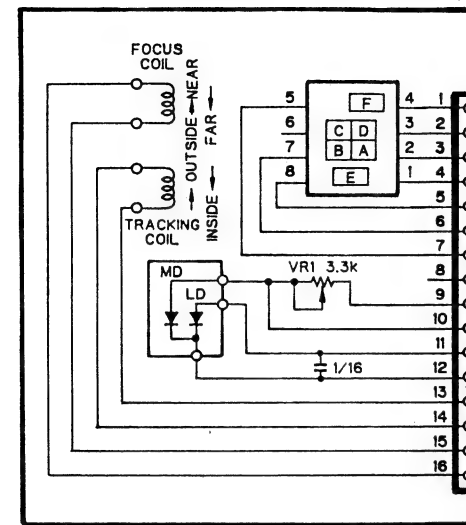 FOCUS
COIL
OUTSIDE NEAR
INSIDE FAR
TRACKING
COIL
MD
LD
5
6
7
8
F
C D
B A
E
4
3
2
1
VR1 3.3k
1/16
1
2
3
4
5
6
7
8
9
10
11
12
13
14
15
16